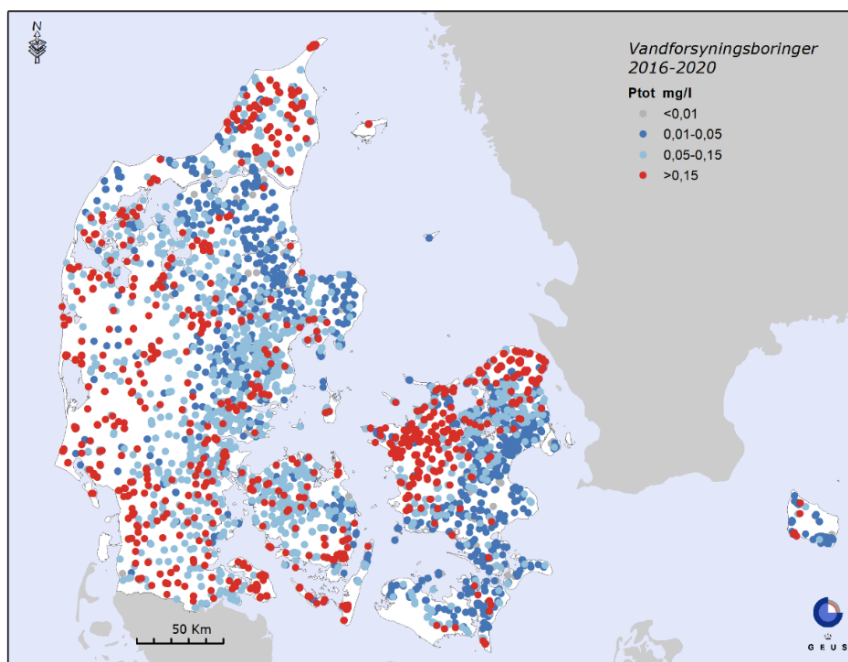 N
Vandforsyningsboringer
2016-2020
Ptot mg/l
<0,01
0,01-0,05
0,05-0,15
>0,15
50 Km
GEUS